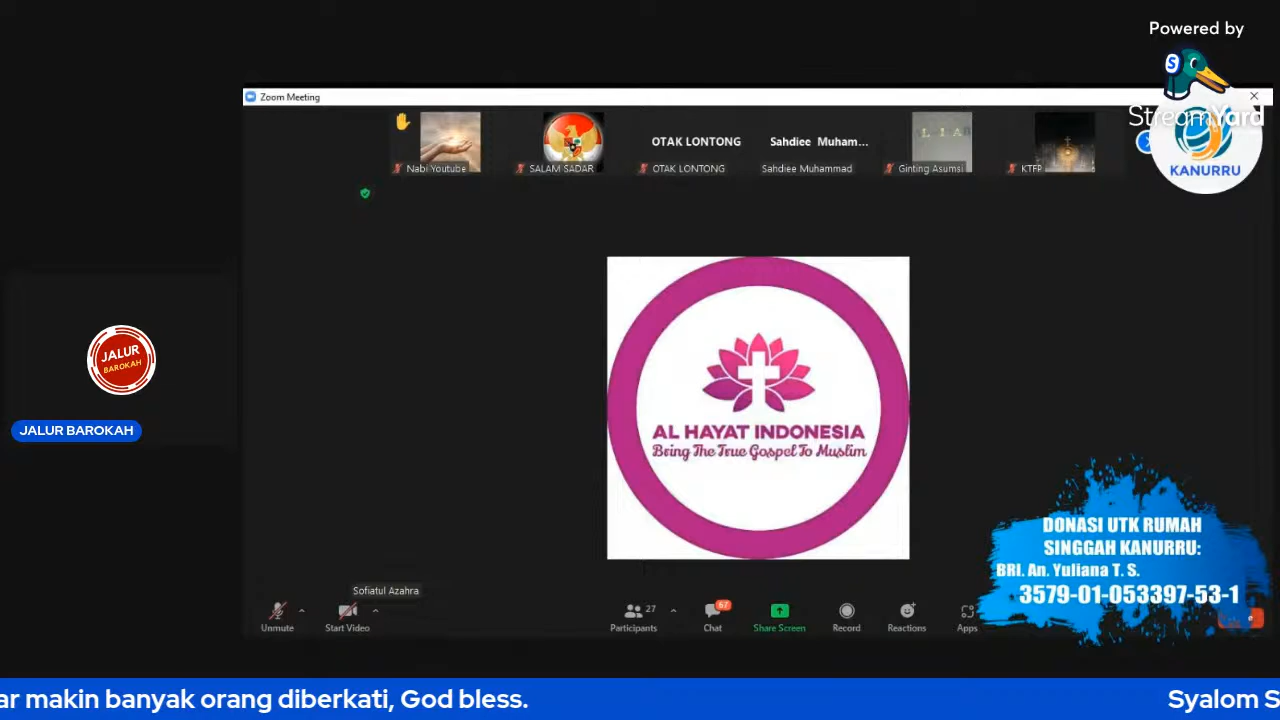 Powered by
S
StreamYard
Zoom Meeting
OTAK LONTONG
Sahdiee Muham...
L I A
Nabi Youtube
SALAM SADAR
OTAK LONTONG
Sahdiee Muhammad
Ginting Asumsi
KTFP
KANURRU
JALUR
BAROKAH
JALUR BAROKAH
AL HAYAT INDONESIA
Bring The True Gospel To Muslim
DONASI UTK RUMAH
SINGGAH KANURRU:
BRI. An. Yuliana T. S.
3579-01-053397-53-1
Sofiatul Azahra
Unmute
Start Video
27
Participants
57
Chat
Share Screen
Record
Reactions
Apps
ar makin banyak orang diberkati, God bless.
Syalom S